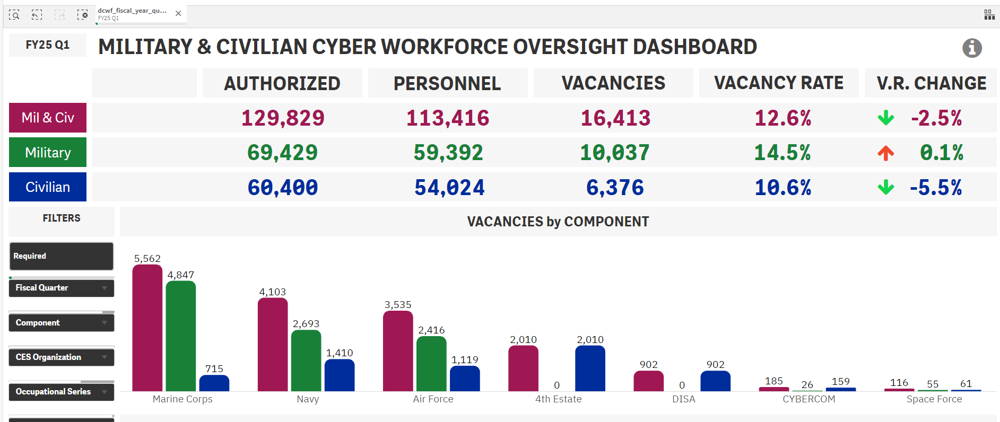 dcwf_fiscal_year_qu...
FY25 Q1
FY25 Q1
MILITARY & CIVILIAN CYBER WORKFORCE OVERSIGHT DASHBOARD
AUTHORIZED PERSONNEL VACANCIES VACANCY RATE V.R. CHANGE
Mil & Civ 129,829 113,416 16,413 12.6% -2.5%
Military 69,429 59,392 10,037 14.5% 0.1%
Civilian 60,400 54,024 6,376 10.6% -5.5%
FILTERS
Required
Fiscal Quarter
Component
CES Organization
Occupational Series
VACANCIES by COMPONENT
5,562 4,847 715
4,103 2,693 1,410
3,535 2,416 1,119
2,010 0 2,010
902 0 902
185 26 159
116 55 61
Marine Corps Navy Air Force 4th Estate DISA CYBERCOM Space Force